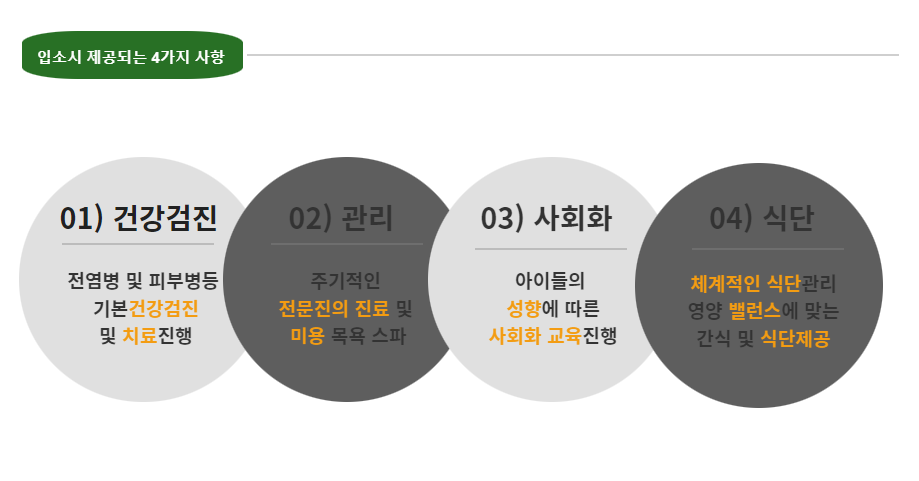 입소시 제공되는 4가지 사항
01) 건강검진
전염병 및 피부병등
기본건강검진
및 치료진행
02) 관리
주기적인
전문진의 진료 및
미용 목욕 스파
03) 사회화
아이들의
성향에 따른
사회화 교육진행
04) 식단
체계적인 식단관리
영양 밸런스에 맞는
간식 및 식단제공